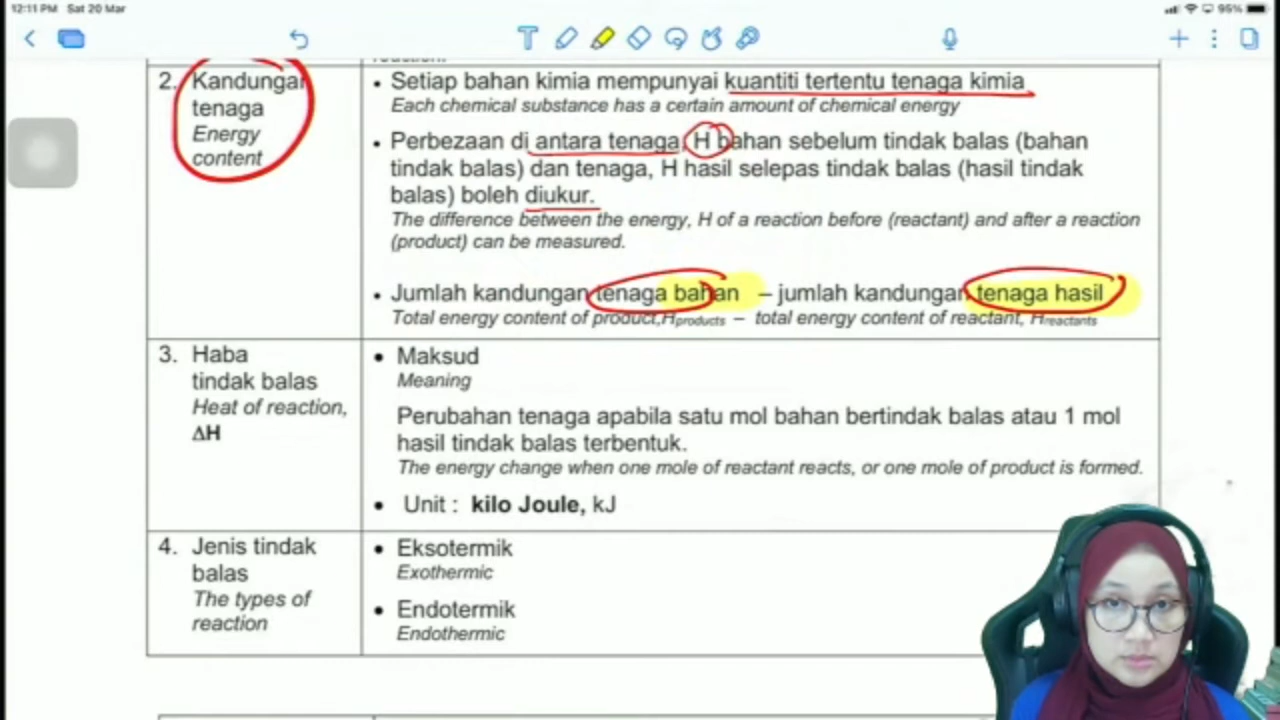 12:11 PM Sat 20 Mar
95%
2. Kandungan
tenaga
Energy
content
• Setiap bahan kimia mempunyai kuantiti tertentu tenaga kimia
Each chemical substance has a certain amount of chemical energy
• Perbezaan di antara tenaga, H bahan sebelum tindak balas (bahan
tindak balas) dan tenaga, H hasil selepas tindak balas (hasil tindak
balas) boleh diukur.
The difference between the energy, H of a reaction before (reactant) and after a reaction
(product) can be measured.
• Jumlah kandungan tenaga bahan – jumlah kandungan tenaga hasil
Total energy content of product,Hproducts – total energy content of reactant, Hreactants
3. Haba
tindak balas
Heat of reaction,
ΔH
• Maksud
Meaning
Perubahan tenaga apabila satu mol bahan bertindak balas atau 1 mol
hasil tindak balas terbentuk.
The energy change when one mole of reactant reacts, or one mole of product is formed.
• Unit : kilo Joule, kJ
4. Jenis tindak
balas
The types of
reaction
• Eksotermik
Exothermic
• Endotermik
Endothermic